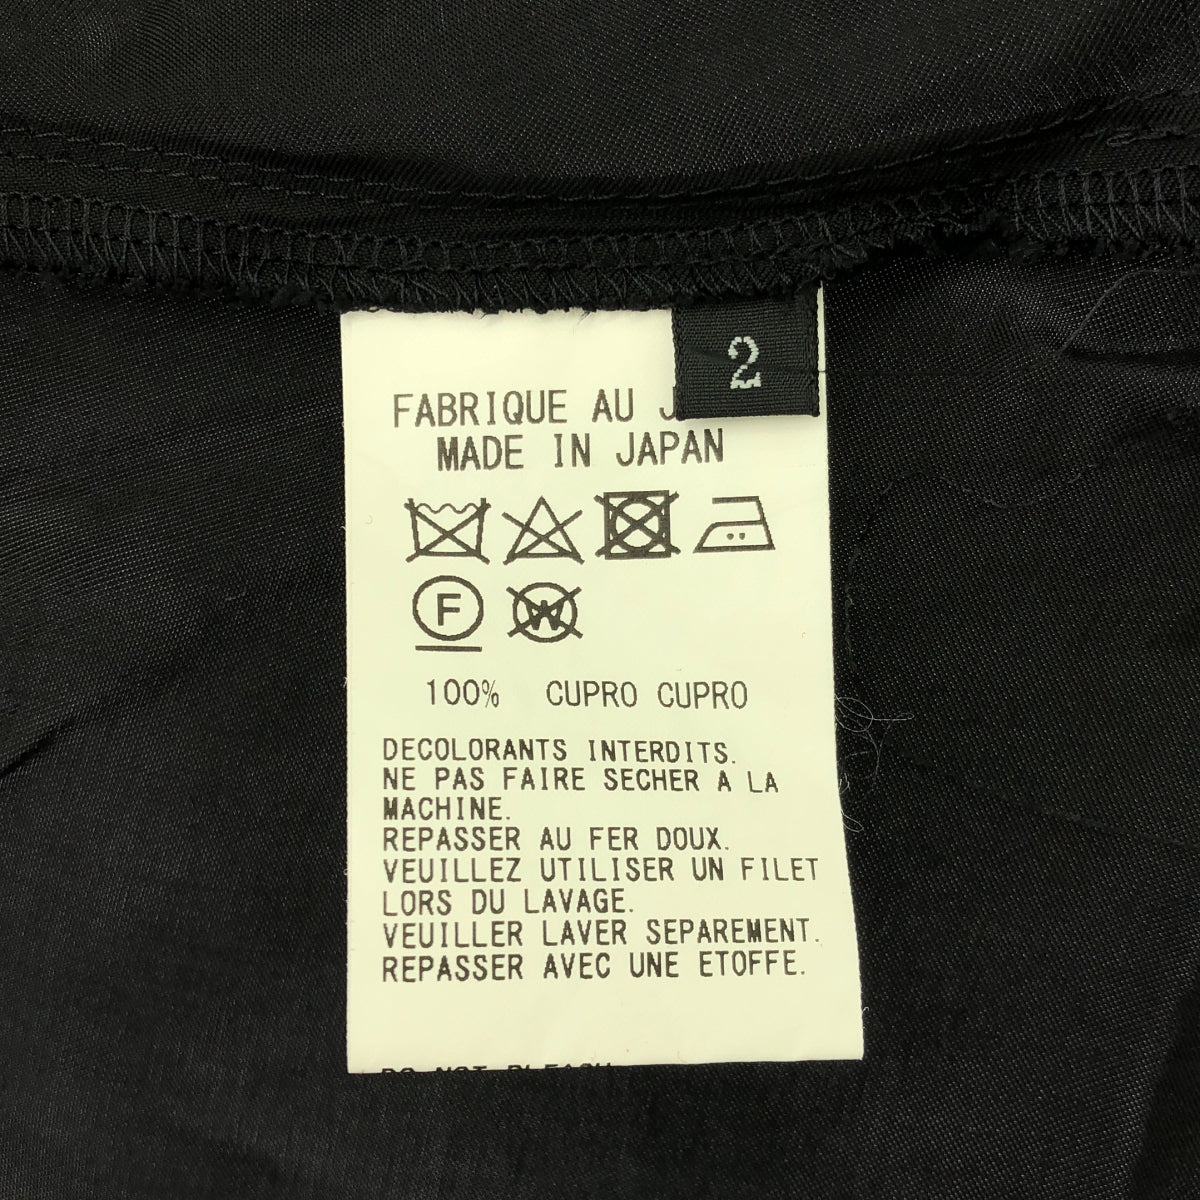 2
FABRIQUE AU
MADE IN JAPAN
F
W
100% CUPRO CUPRO
DECOLORANTS INTERDITS.
NE PAS FAIRE SECHER A LA
MACHINE.
REPASSER AU FER DOUX.
VEUILLEZ UTILISER UN FILET
LORS DU LAVAGE.
VEUILLER LAVER SEPAREMENT.
REPASSER AVEC UNE ETOFFE.